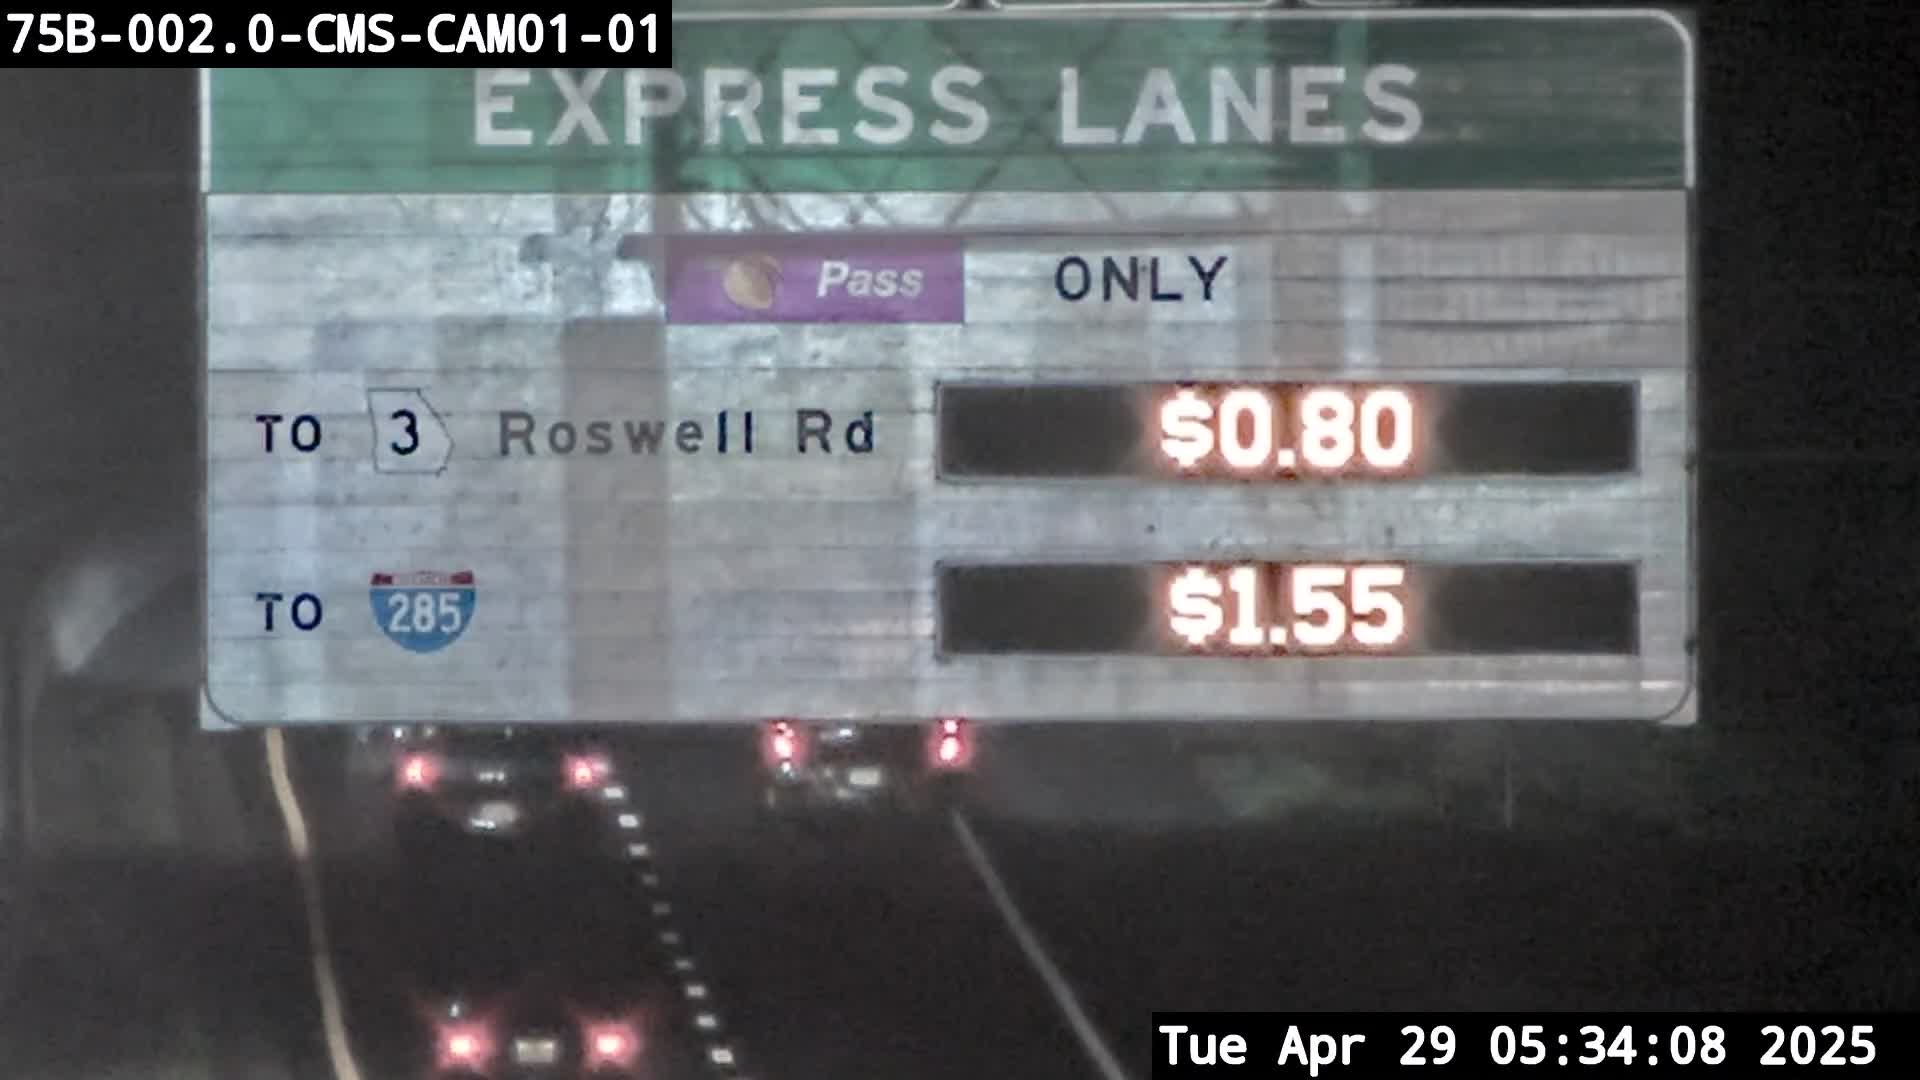 75B-002.0-CMS-CAM01-01
EXPRESS LANES
Pass ONLY
TO 3 Roswell Rd $0.80
TO 285 $1.55
Tue Apr 29 05:34:08 2025